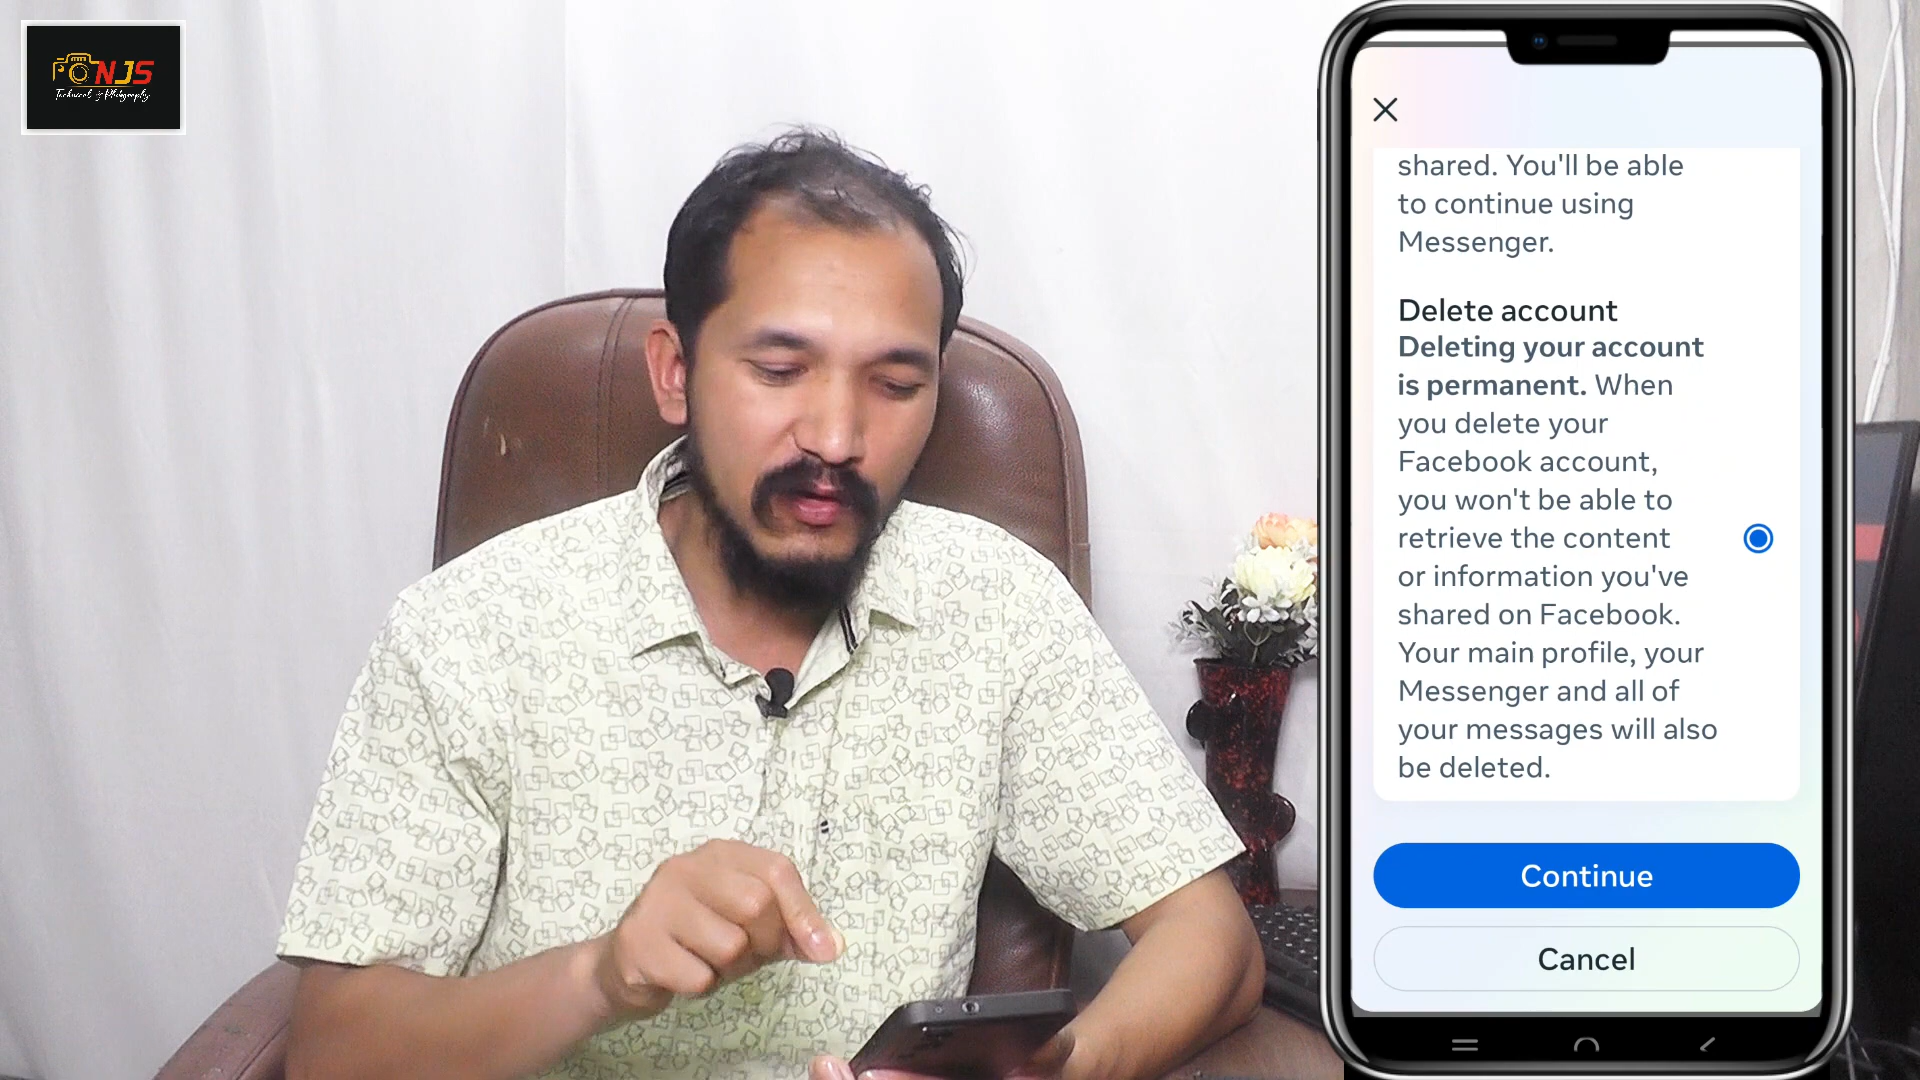 NJS
Technical & Photography
shared. You'll be able
to continue using
Messenger.
Delete account
Deleting your account
is permanent. When
you delete your
Facebook account,
you won't be able to
retrieve the content
or information you've
shared on Facebook.
Your main profile, your
Messenger and all of
your messages will also
be deleted.
Continue
Cancel